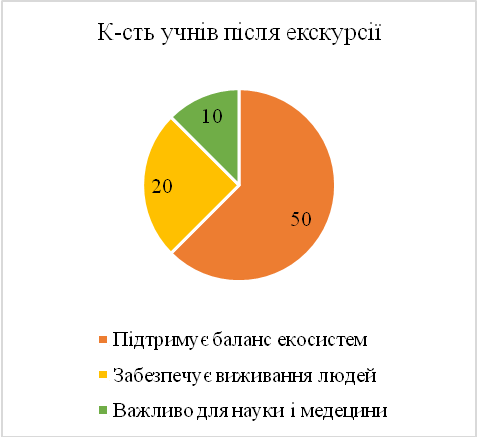 К-сть учнів після екскурсії
10
20
50
Підтримує баланс екосистем
Забезпечує виживання людей
Важливо для науки і медецини